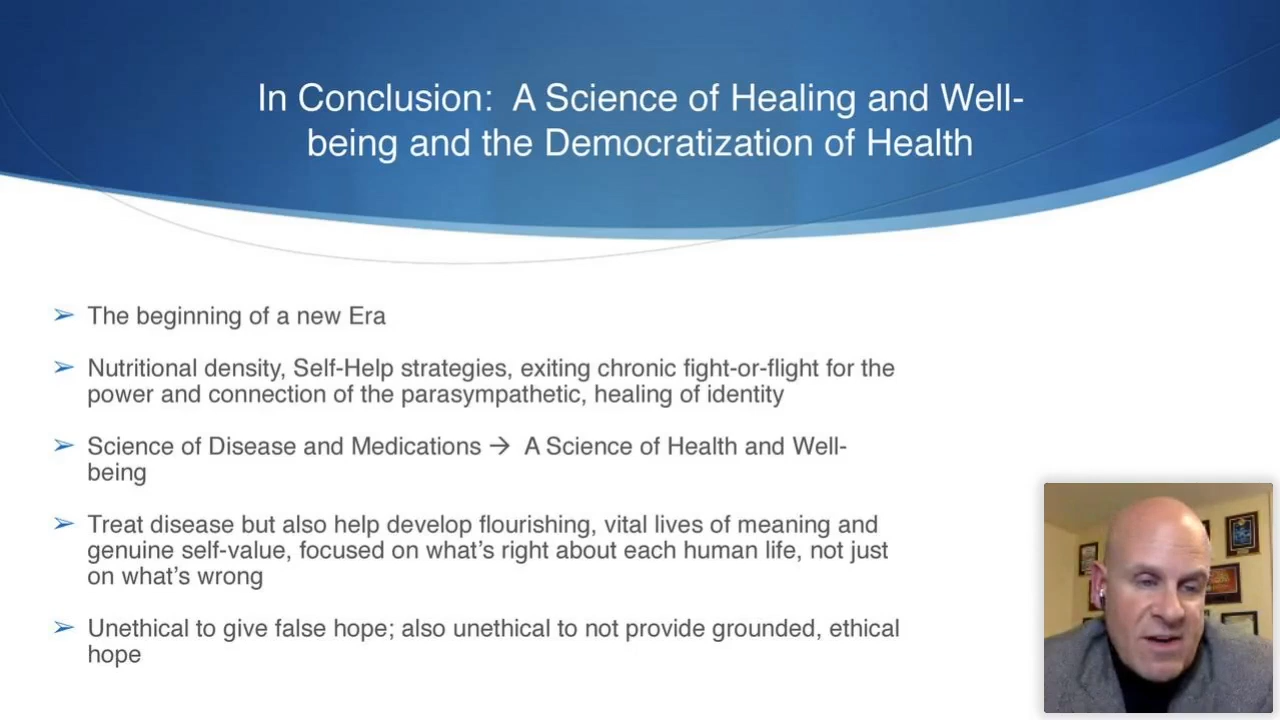 In Conclusion:  A Science of Healing and Well-
being and the Democratization of Health
➢ The beginning of a new Era
➢ Nutritional density, Self-Help strategies, exiting chronic fight-or-flight for the
power and connection of the parasympathetic, healing of identity
➢ Science of Disease and Medications → A Science of Health and Well-
being
➢ Treat disease but also help develop flourishing, vital lives of meaning and
genuine self-value, focused on what’s right about each human life, not just
on what’s wrong
➢ Unethical to give false hope; also unethical to not provide grounded, ethical
hope